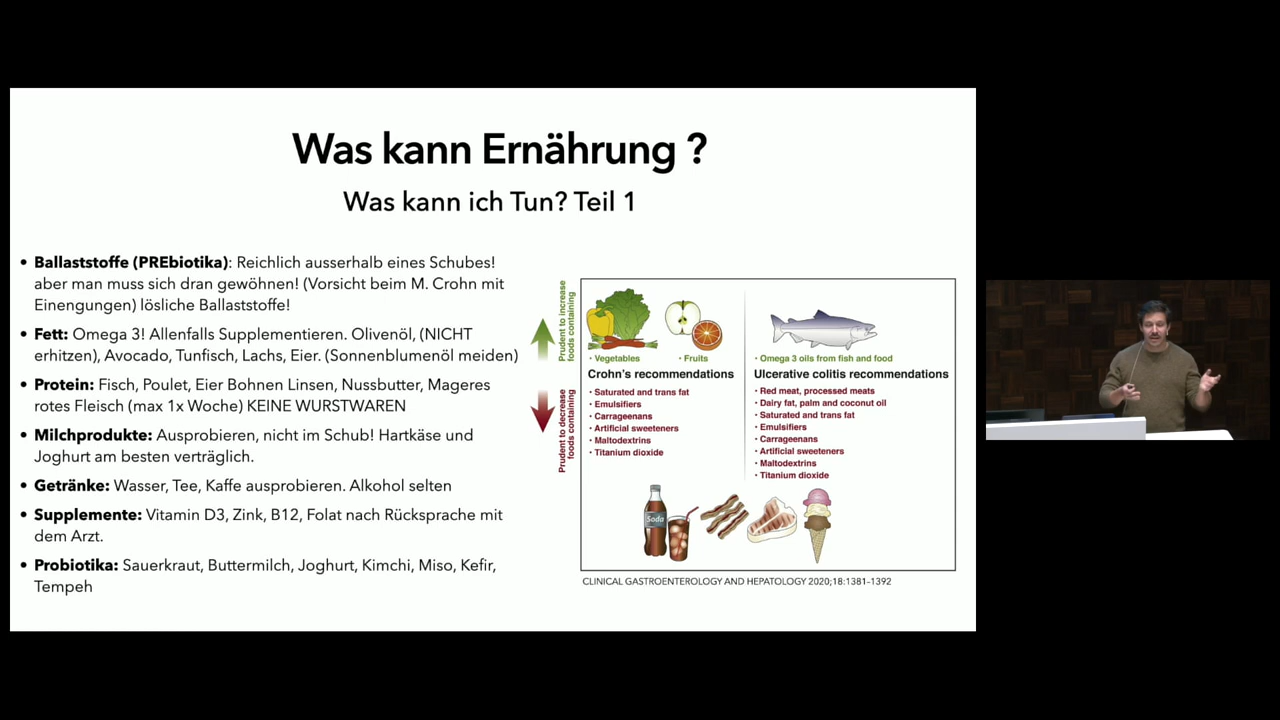 Was kann Ernährung ?
Was kann ich Tun? Teil 1
• Ballaststoffe (PREbiotika): Reichlich ausserhalb eines Schubes!
aber man muss sich dran gewöhnen! (Vorsicht beim M. Crohn mit
Einengungen) lösliche Ballaststoffe!
• Fett: Omega 3! Allenfalls Supplementieren. Olivenöl, (NICHT
erhitzen), Avocado, Tunfisch, Lachs, Eier. (Sonnenblumenöl meiden)
• Protein: Fisch, Poulet, Eier Bohnen Linsen, Nussbutter, Mageres
rotes Fleisch (max 1x Woche) KEINE WURSTWAREN
• Milchprodukte: Ausprobieren, nicht im Schub! Hartkäse und
Joghurt am besten verträglich.
• Getränke: Wasser, Tee, Kaffe ausprobieren. Alkohol selten
• Supplemente: Vitamin D3, Zink, B12, Folat nach Rücksprache mit
dem Arzt.
• Probiotika: Sauerkraut, Buttermilch, Joghurt, Kimchi, Miso, Kefir,
Tempeh
Prudent to increase
foods containing
• Vegetables
• Fruits
Crohn's recommendations
Prudent to decrease
foods containing
• Saturated and trans fat
• Emulsifiers
• Carrageenans
• Artificial sweeteners
• Maltodextrins
• Titanium dioxide
• Omega 3 oils from fish and food
Ulcerative colitis recommendations
• Red meat, processed meats
• Dairy fat, palm and coconut oil
• Saturated and trans fat
• Emulsifiers
• Carrageenans
• Artificial sweeteners
• Maltodextrins
• Titanium dioxide
Soda
CLINICAL GASTROENTEROLOGY AND HEPATOLOGY 2020;18:1381–1392